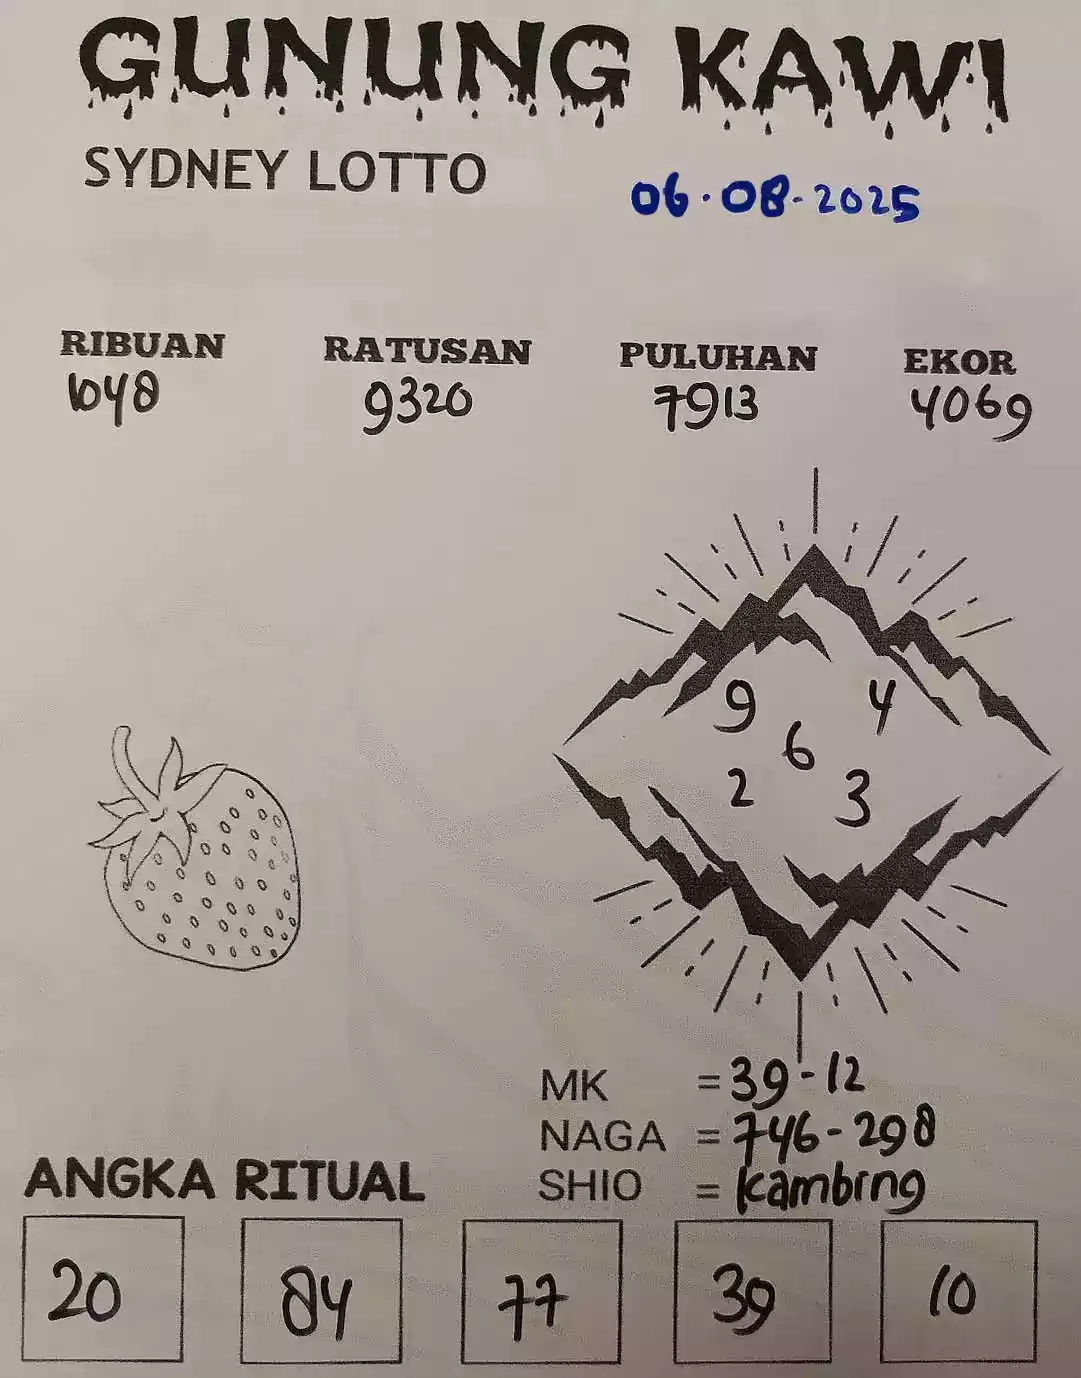 GUNUNG KAWI
SYDNEY LOTTO
06.08-2025
RIBUAN RATUSAN PULUHAN EKOR
1048 9320 7913 4069
9 4
6
2 3
MK = 39-12
NAGA = 746-298
SHIO = kambing
ANGKA RITUAL
20 84 77 39 10